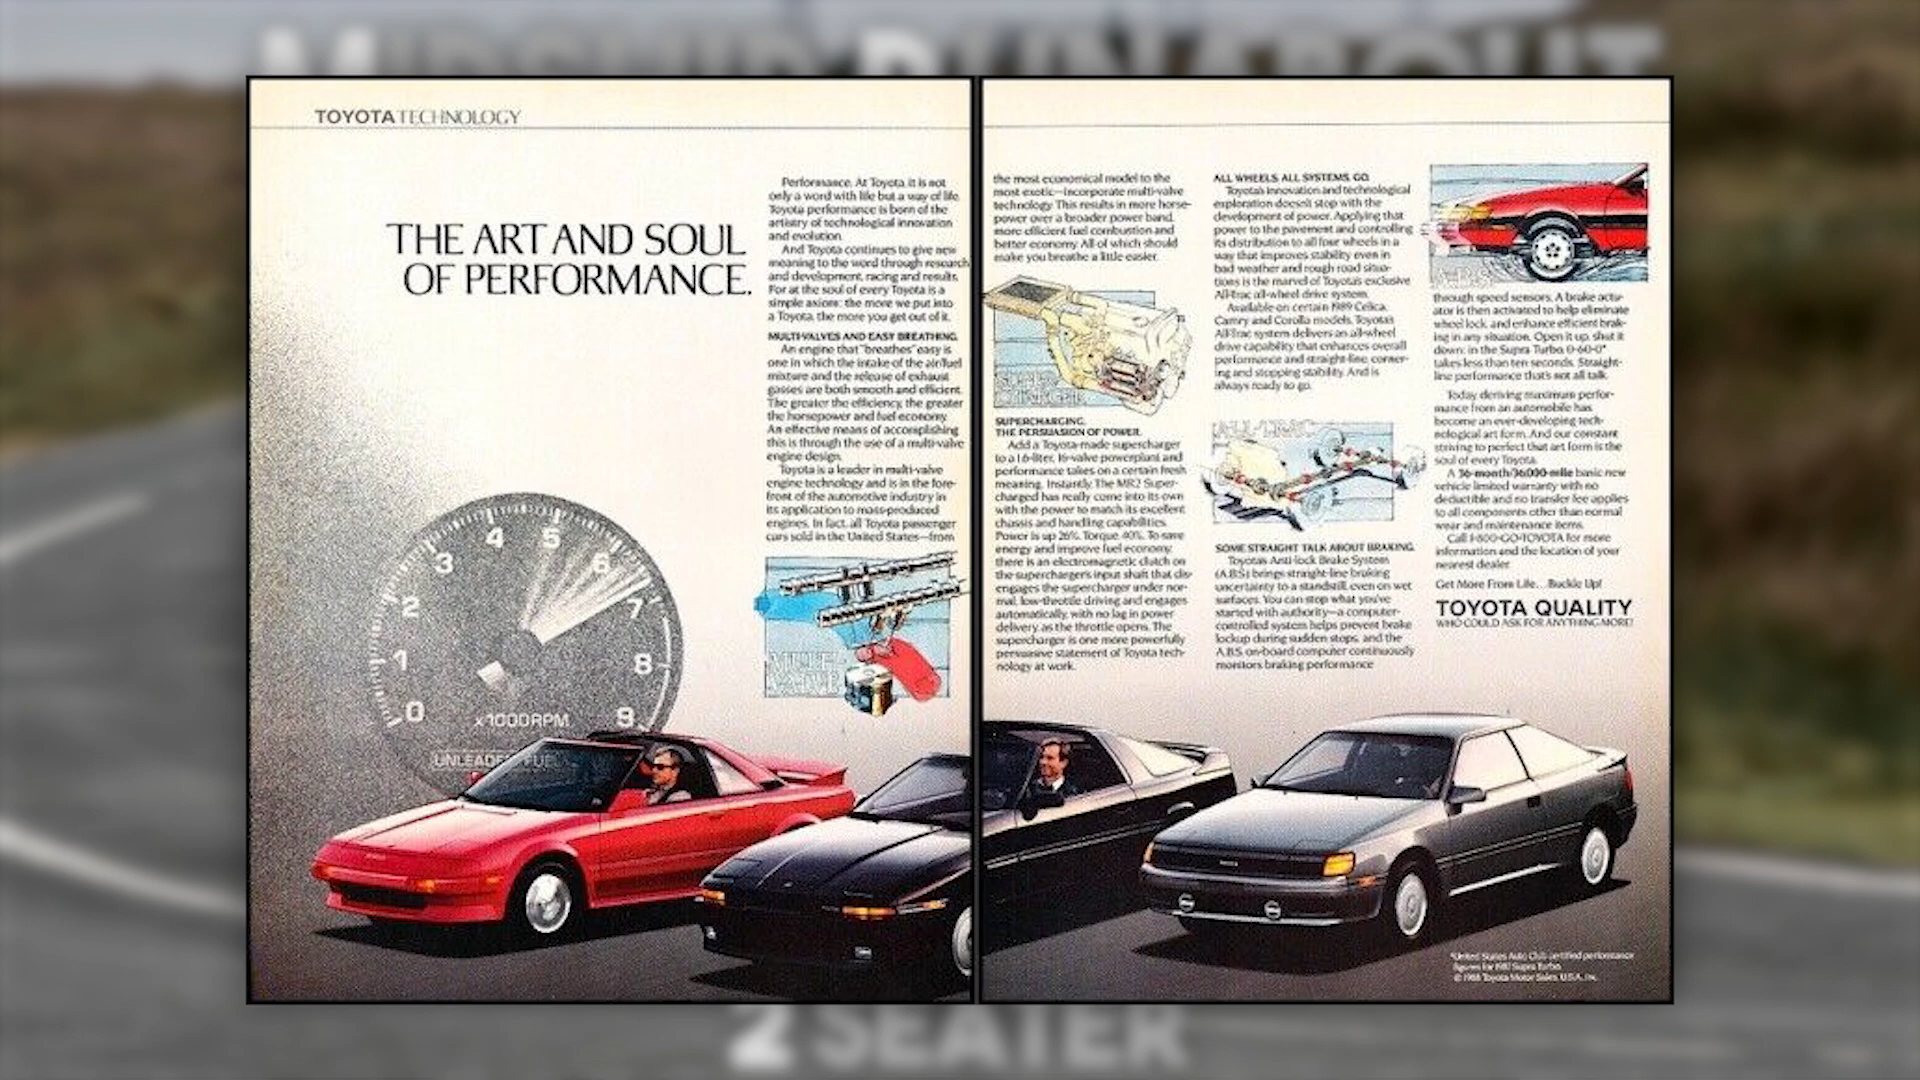 MIDSHIP RUNABOUT
TOYOTA TECHNOLOGY
THE ART AND SOUL
OF PERFORMANCE.
Performance. At Toyota, it is not
only a word with life but a way of life.
Toyota performance is born of the
artistry of technological innovation
and evolution.
And Toyota continues to give new
meaning to the word through research
and development, racing and results.
For at the soul of every Toyota is a
simple axiom: the more we put into
a Toyota, the more you get out of it.
MULTI-VALVES AND EASY BREATHING.
An engine that "breathes" easy is
one in which the intake of the air/fuel
mixture and the release of exhaust
gasses are both smooth and efficient.
The greater the efficiency, the greater
the horsepower and fuel economy.
An effective means of accomplishing
this is through the use of a multi-valve
engine design.
Toyota is a leader in multi-valve
engine technology and is in the fore-
front of the automotive industry in
its application to mass-produced
engines. In fact, all Toyota passenger
cars sold in the United States—from
MULTI
VALVE
0
1
2
3
4
5
6
7
8
9
x1000RPM
UNLEADED FUEL
the most economical model to the
most exotic—incorporate multi-valve
technology. This results in more horse-
power over a broader power band,
more efficient fuel combustion and
better economy. All of which should
make you breathe a little easier.
SUPER
CHARGER
SUPERCHARGING.
THE PERSUASION OF POWER.
Add a Toyota-made supercharger
to a 1.6-liter, 16-valve powerplant and
performance takes on a certain fresh
meaning. Instantly. The MR2 Super-
charged has really come into its own
with the power to match its excellent
chassis and handling capabilities.
Power is up 26%. Torque, 40%. To save
energy and improve fuel economy,
there is an electromagnetic clutch on
the supercharger's input shaft that dis-
engages the supercharger under nor-
mal, low-throttle driving and engages
automatically, with no lag in power
delivery, as the throttle opens. The
supercharger is one more powerfully
persuasive statement of Toyota tech-
nology at work.
ALL WHEELS. ALL SYSTEMS. GO.
Toyota's innovation and technological
exploration doesn't stop with the
development of power. Applying that
power to the pavement and controlling
its distribution to all four wheels in a
way that improves stability even in
bad weather and rough road situa-
tions is the marvel of Toyota's exclusive
All-Trac all-wheel drive system.
Available on certain 1989 Celica,
Camry and Corolla models, Toyota's
All-Trac system delivers an all-wheel
drive capability that enhances overall
performance and straight-line, corner-
ing and stopping stability. And is
always ready to go.
ALL-TRAC
SOME STRAIGHT TALK ABOUT BRAKING.
Toyota's Anti-lock Brake System
(A.B.S.) brings straight-line braking
uncertainty to a standstill, even on wet
surfaces. You can stop what you've
started with authority—a computer-
controlled system helps prevent brake
lockup during sudden stops, and the
A.B.S. on-board computer continuously
monitors braking performance
A.B.S.
through speed sensors. A brake actu-
ator is then activated to help eliminate
wheel lock, and enhance efficient brak-
ing in any situation. Open it up, shut it
down: in the Supra Turbo, 0-60-0*
takes less than ten seconds. Straight-
line performance that's not all talk.
Today, deriving maximum perfor-
mance from an automobile has
become an ever-developing tech-
nological art form. And our constant
striving to perfect that art form is the
soul of every Toyota.
A 36-month/36,000-mile basic new
vehicle limited warranty with no
deductible and no transfer fee applies
to all components other than normal
wear and maintenance items.
Call 1-800-GO-TOYOTA for more
information and the location of your
nearest dealer.
Get More From Life...Buckle Up!
TOYOTA QUALITY
WHO COULD ASK FOR ANYTHING MORE!
*United States Auto Club certified performance
figures for 1987 Supra Turbo.
© 1988 Toyota Motor Sales, U.S.A., Inc.
2 SEATER